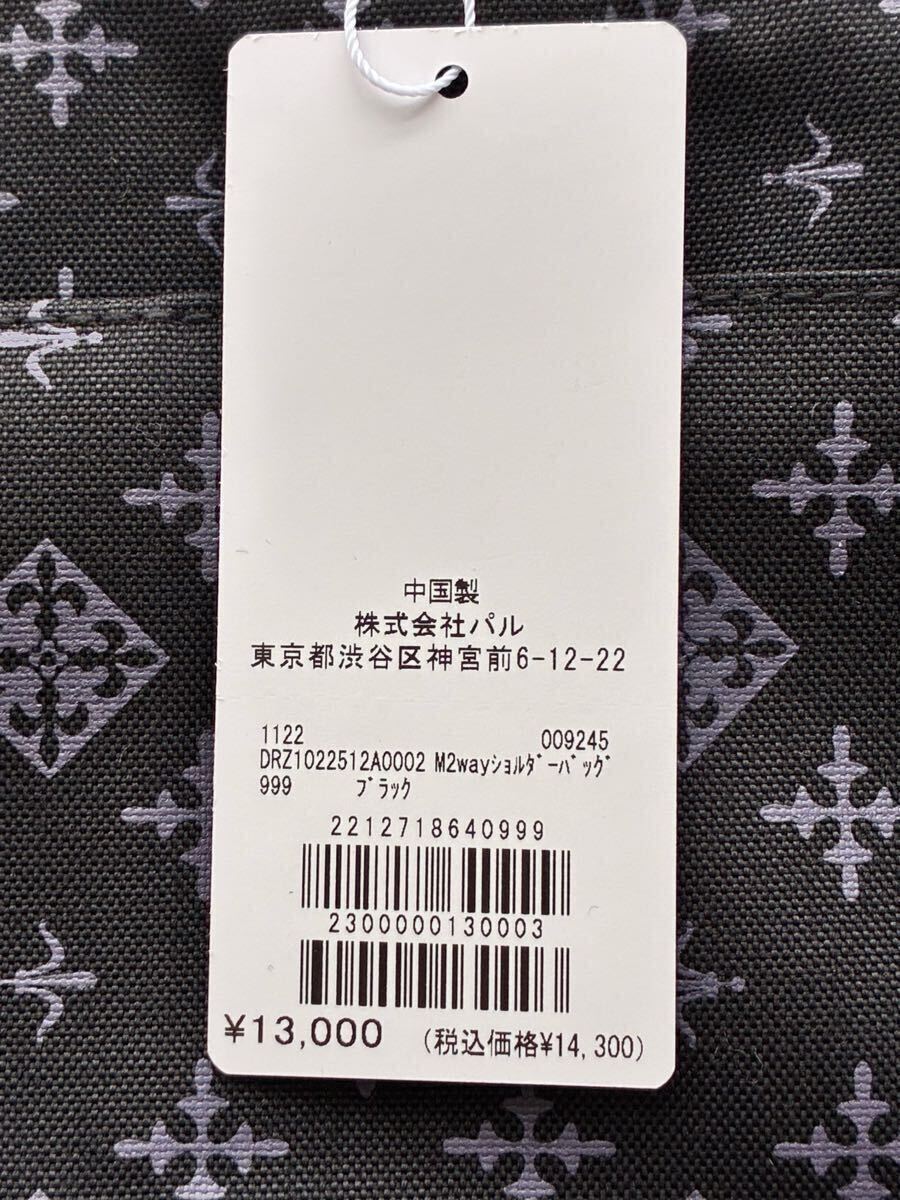 中国製
株式会社パル
東京都渋谷区神宮前6-12-22
1122 009245
DRZ1022512A0002 M2wayｼｮﾙﾀﾞｰﾊﾞｯｸﾞ
999 ﾌﾞﾗｯｸ
2212718640999
2300000130003
¥13,000 (税込価格¥14,300)